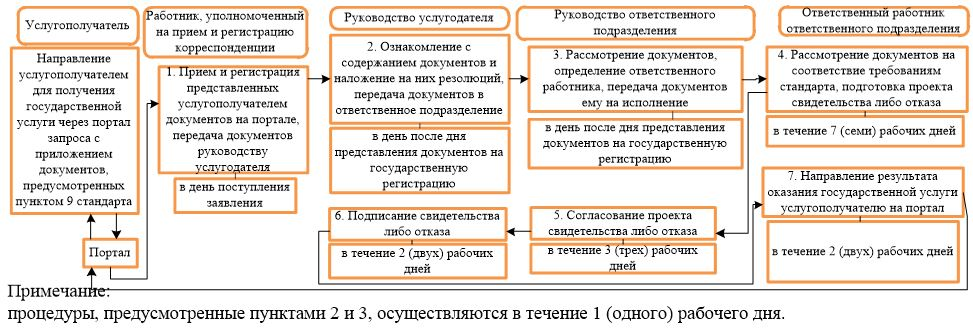 Услугополучатель
Работник, уполномоченный
на прием и регистрацию
корреспонденции
Руководство услугодателя
Руководство ответственного
подразделения
Ответственный работник
ответственного подразделения
Направление
услугополучателем
для получения
государственной
услуги через портал
запроса с
приложением
документов,
предусмотренных
пунктом 9 стандарта
1. Прием и регистрация
представленных
услугополучателем
документов на портале,
передача документов
руководству
услугодателя
в день поступления
заявления
2. Ознакомление с
содержанием документов
и наложение на них резолюций,
передача документов в
ответственное подразделение
в день после дня
представления документов на
государственную
регистрацию
3. Рассмотрение документов,
определение ответственного
работника, передача документов
ему на исполнение
в день после дня представления
документов на государственную
регистрацию
4. Рассмотрение документов на
соответствие требованиям
стандарта, подготовка проекта
свидетельства либо отказа
в течение 7 (семи) рабочих дней
7. Направление результата
оказания государственной услуги
услугополучателю на портал
в течение 2 (двух) рабочих
дней
5. Согласование проекта
свидетельства либо отказа
в течение 3 (трех) рабочих
дней
6. Подписание свидетельства
либо отказа
в течение 2 (двух) рабочих
дней
Портал
Примечание:
процедуры, предусмотренные пунктами 2 и 3, осуществляются в течение 1 (одного) рабочего дня.